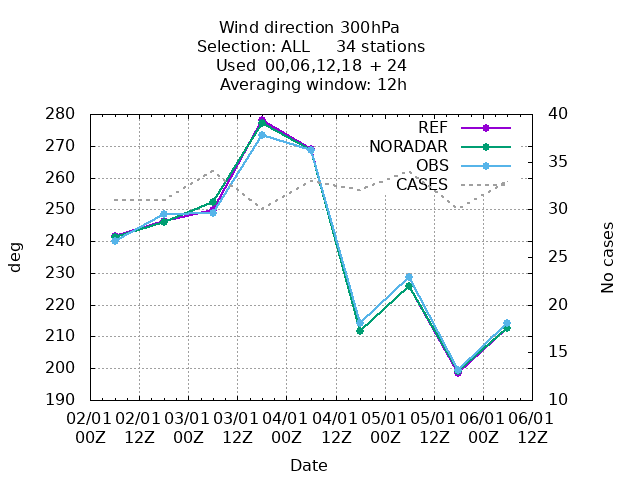 Wind direction 300hPa
Selection: ALL 34 stations
Used 00,06,12,18 + 24
Averaging window: 12h
280
270
260
250
240
230
220
210
200
190
deg
40
35
30
25
20
15
10
No cases
REF
NORADAR
OBS
CASES
02/01 02/01 03/01 03/01 04/01 04/01 05/01 05/01 06/01 06/01
00Z 12Z 00Z 12Z 00Z 12Z 00Z 12Z 00Z 12Z
Date